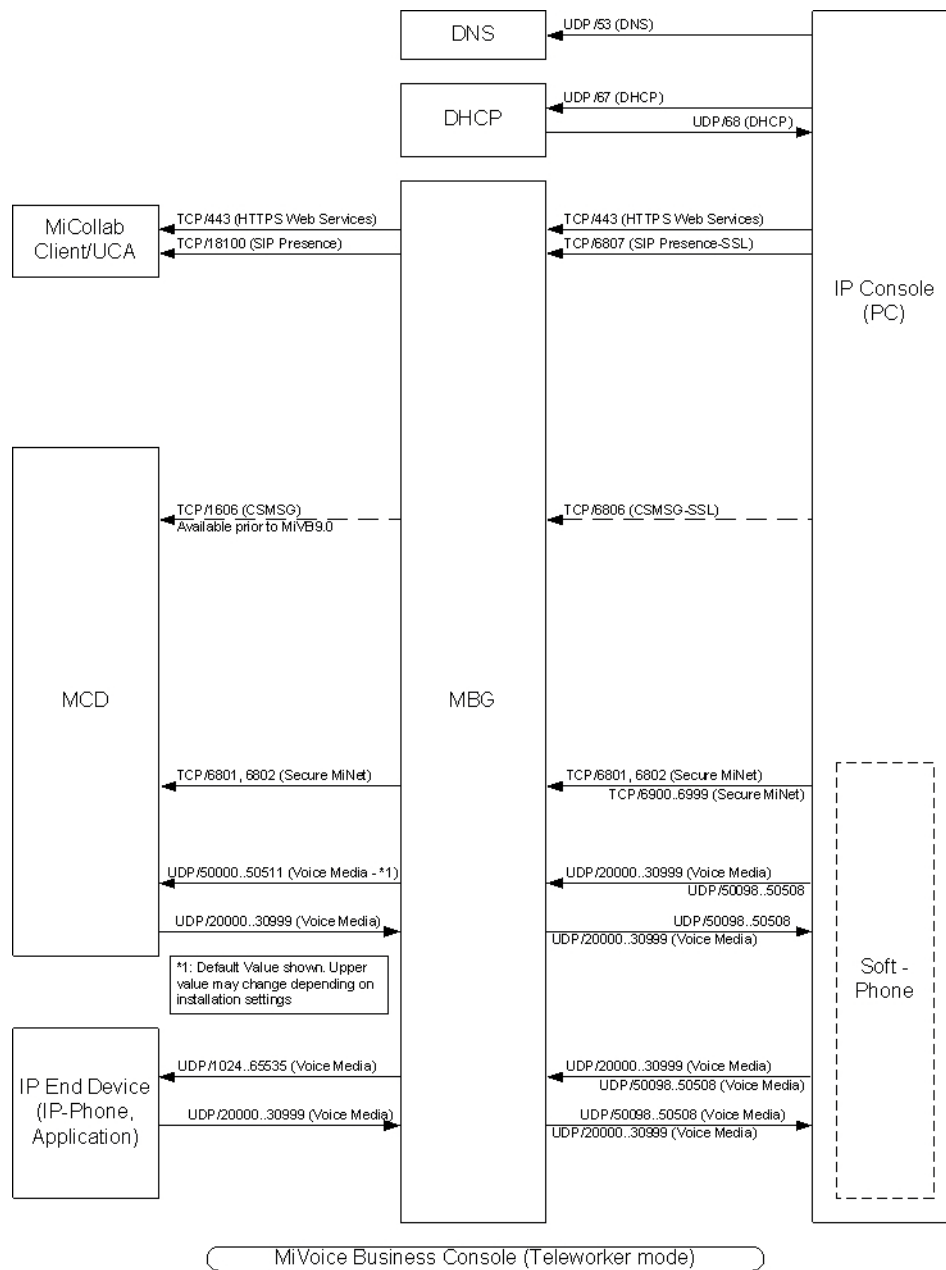 DNS
UDP/53 (DNS)
DHCP
UDP/67 (DHCP)
UDP/68 (DHCP)
MiCollab
Client/UCA
TCP/443 (HTTPS Web Services)
TCP/18100 (SIP Presence)
TCP/443 (HTTPS Web Services)
TCP/6807 (SIP Presence-SSL)
IP Console
(PC)
TCP/1606 (CSMSG)
Available prior to MiVB9.0
TCP/6806 (CSMSG-SSL)
MCD
MBG
TCP/6801, 6802 (Secure MiNet)
TCP/6801, 6802 (Secure MiNet)
TCP/6900..6999 (Secure MiNet)
UDP/50000..50511 (Voice Media - *1)
UDP/20000..30999 (Voice Media)
UDP/50098..50508
UDP/20000..30999 (Voice Media)
UDP/50098..50508
UDP/20000..30999 (Voice Media)
*1: Default Value shown. Upper
value may change depending on
installation settings
Soft -
Phone
IP End Device
(IP-Phone,
Application)
UDP/1024..65535 (Voice Media)
UDP/20000..30999 (Voice Media)
UDP/50098..50508 (Voice Media)
UDP/20000..30999 (Voice Media)
UDP/50098..50508 (Voice Media)
UDP/20000..30999 (Voice Media)
MiVoice Business Console (Teleworker mode)